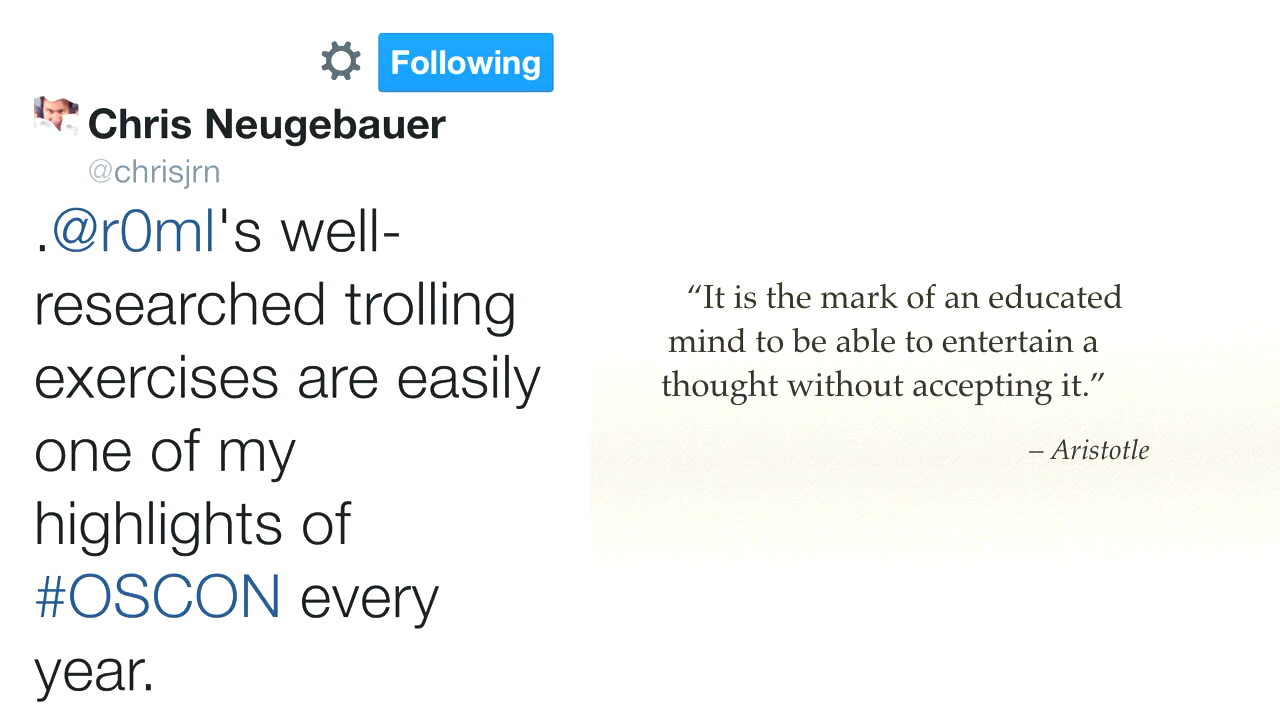 Following
Chris Neugebauer
@chrisjrn
.@r0ml's well-
researched trolling
exercises are easily
one of my
highlights of
#OSCON every
year.
“It is the mark of an educated
mind to be able to entertain a
thought without accepting it.”
– Aristotle